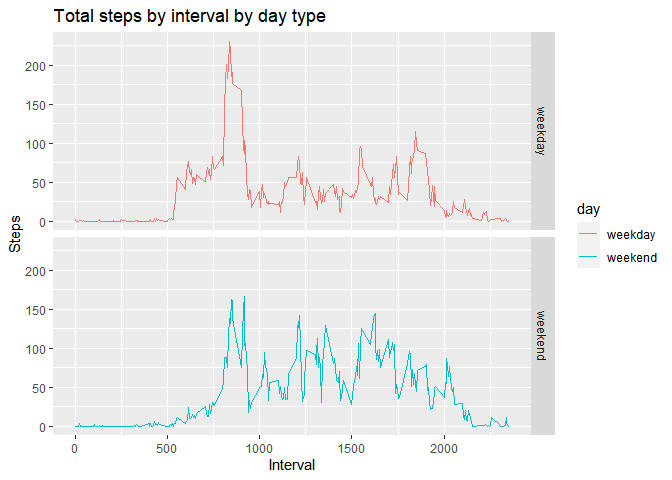 Total steps by interval by day type
Steps
200
150
100
50
0
weekday
200
150
100
50
0
weekend
0
500
1000
1500
2000
Interval
day
weekday
weekend